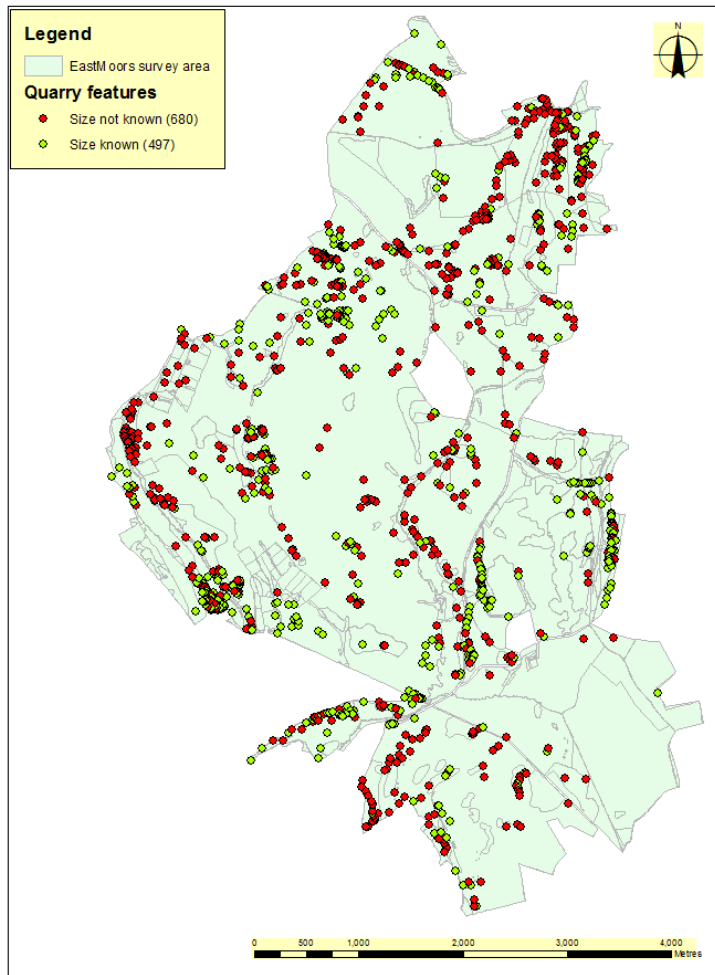 Legend
EastMoors survey area
Quarry features
Size not known (680)
Size known (497)
N
0 500 1,000 2,000 3,000 4,000
Metres